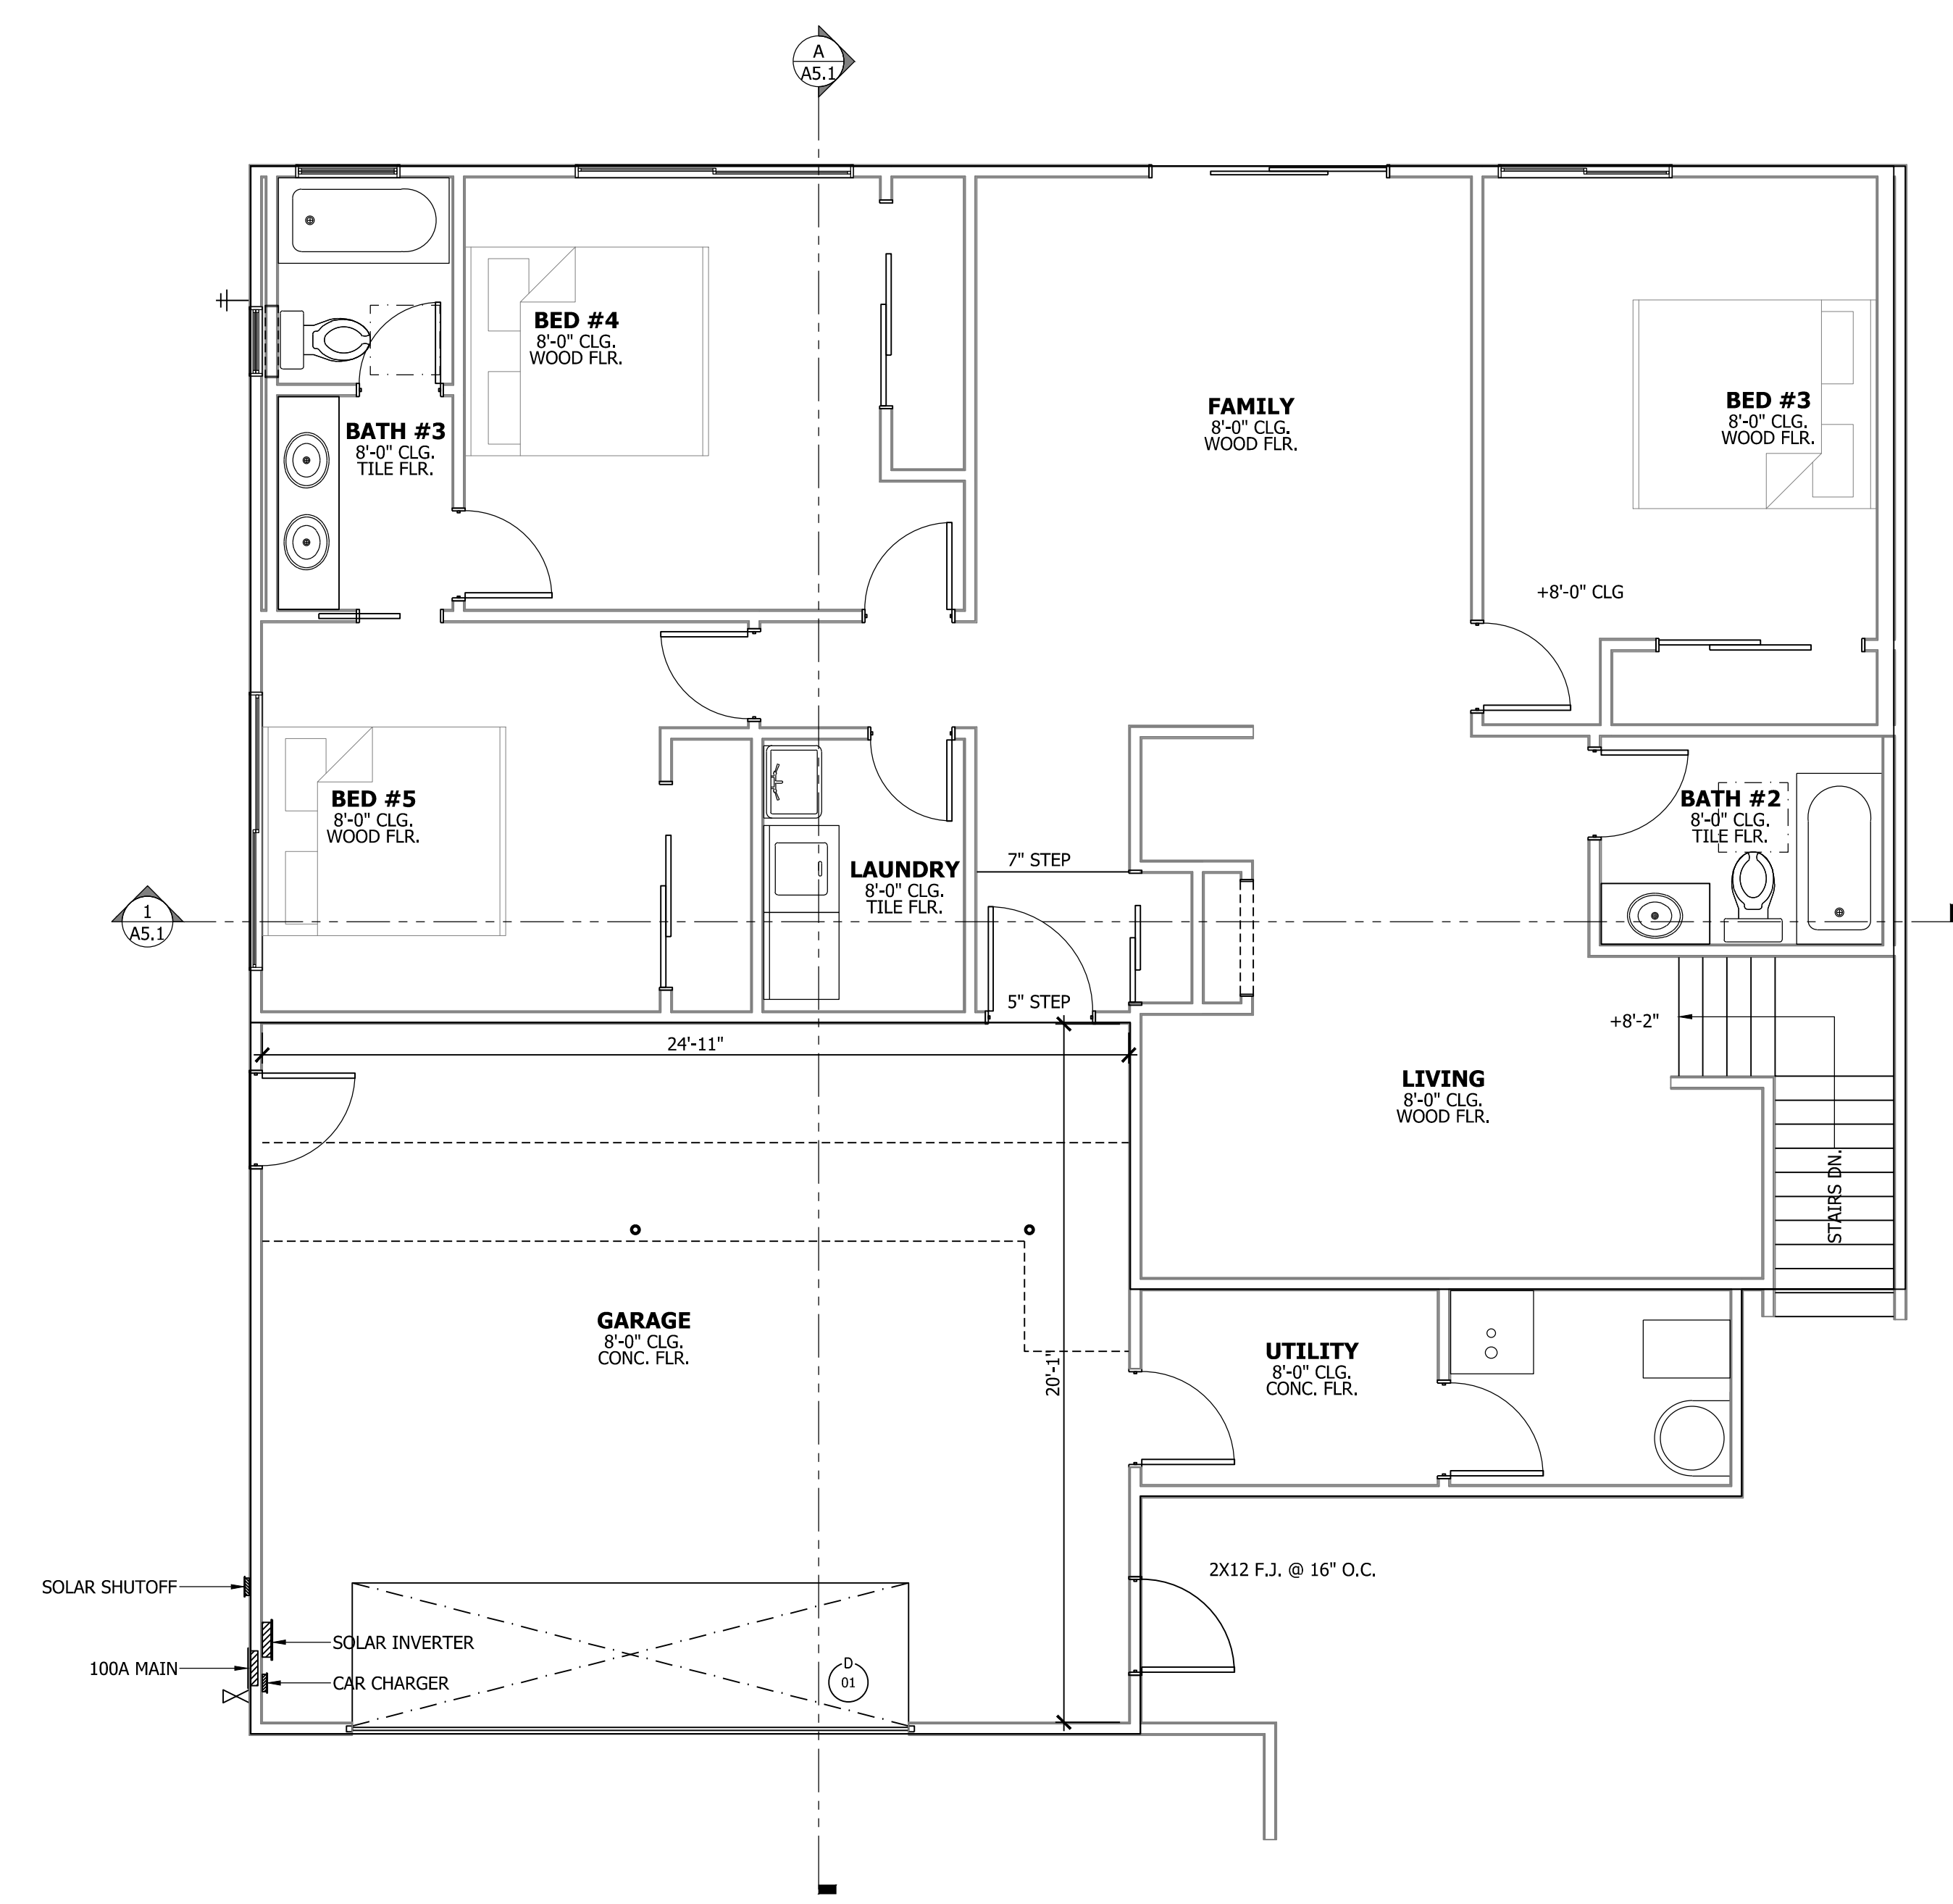 A
A5.1
BED #4
8'-0" CLG.
WOOD FLR.
BED #3
8'-0" CLG.
WOOD FLR.
FAMILY
8'-0" CLG.
WOOD FLR.
BATH #3
8'-0" CLG.
TILE FLR.
+8'-0" CLG
BED #5
8'-0" CLG.
WOOD FLR.
BATH #2
8'-0" CLG.
TILE FLR.
7" STEP
LAUNDRY
8'-0" CLG.
TILE FLR.
1
A5.1
5" STEP
+8'-2"
24'-11"
LIVING
8'-0" CLG.
WOOD FLR.
STAIRS DN.
GARAGE
8'-0" CLG.
CONC. FLR.
20'-1"
UTILITY
8'-0" CLG.
CONC. FLR.
2X12 F.J. @ 16" O.C.
SOLAR SHUTOFF
SOLAR INVERTER
100A MAIN
CAR CHARGER
D
01